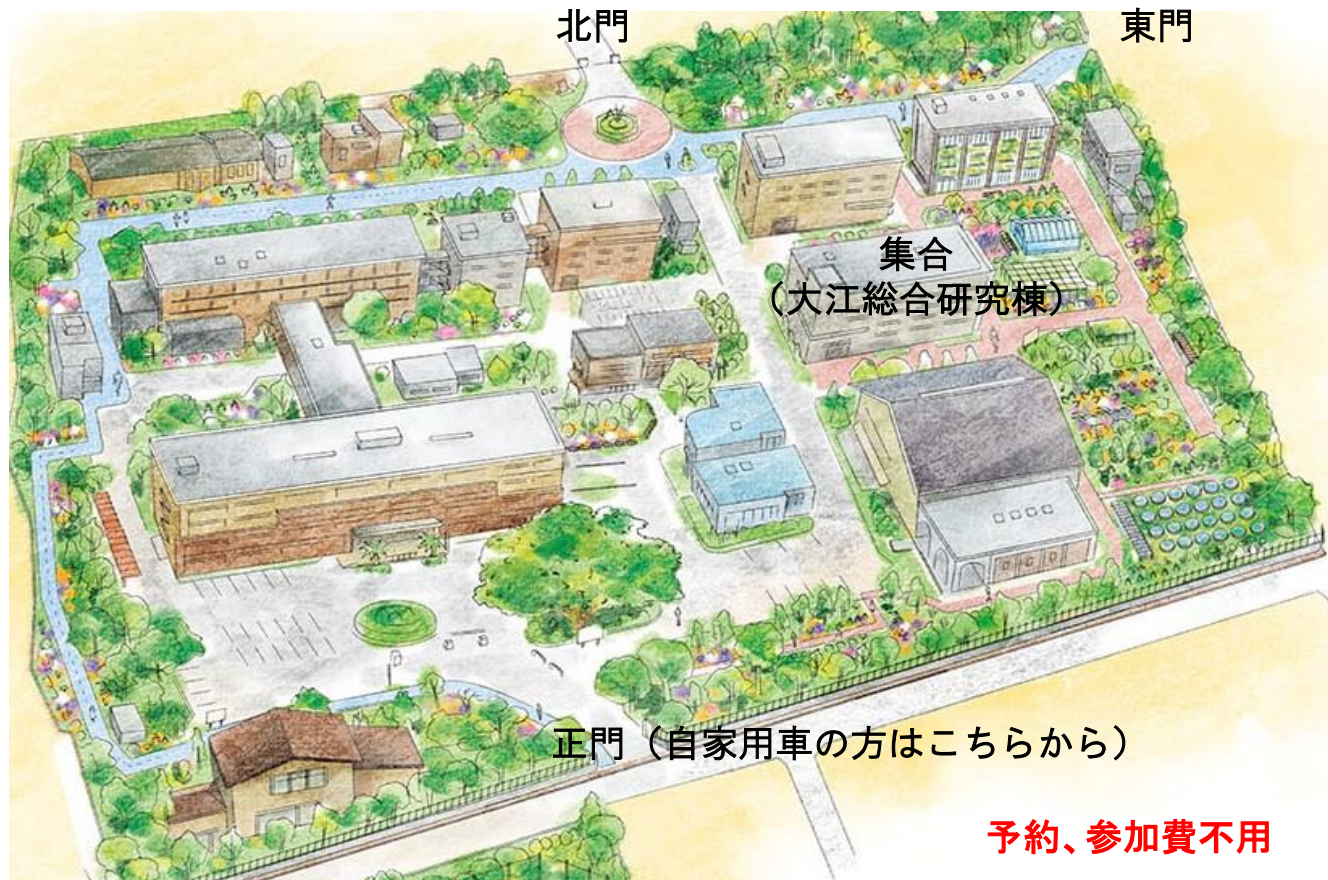 北門
東門
集合
（大江総合研究棟）
正門（自家用車の方はこちらから）
予約、参加費不用